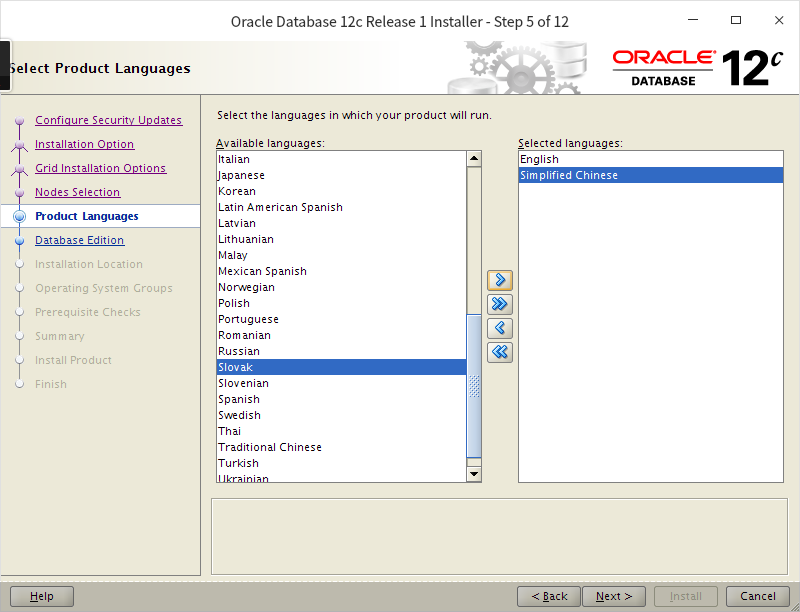 Oracle Database 12c Release 1 Installer - Step 5 of 12
Select Product Languages
ORACLE®
DATABASE
12c
Configure Security Updates
Installation Option
Grid Installation Options
Nodes Selection
Product Languages
Database Edition
Installation Location
Operating System Groups
Prerequisite Checks
Summary
Install Product
Finish
Select the languages in which your product will run.
Available languages:
Italian
Japanese
Korean
Latin American Spanish
Latvian
Lithuanian
Malay
Mexican Spanish
Norwegian
Polish
Portuguese
Romanian
Russian
Slovak
Slovenian
Spanish
Swedish
Thai
Traditional Chinese
Turkish
Ukrainian
Selected languages:
English
Simplified Chinese
Help
< Back
Next >
Install
Cancel